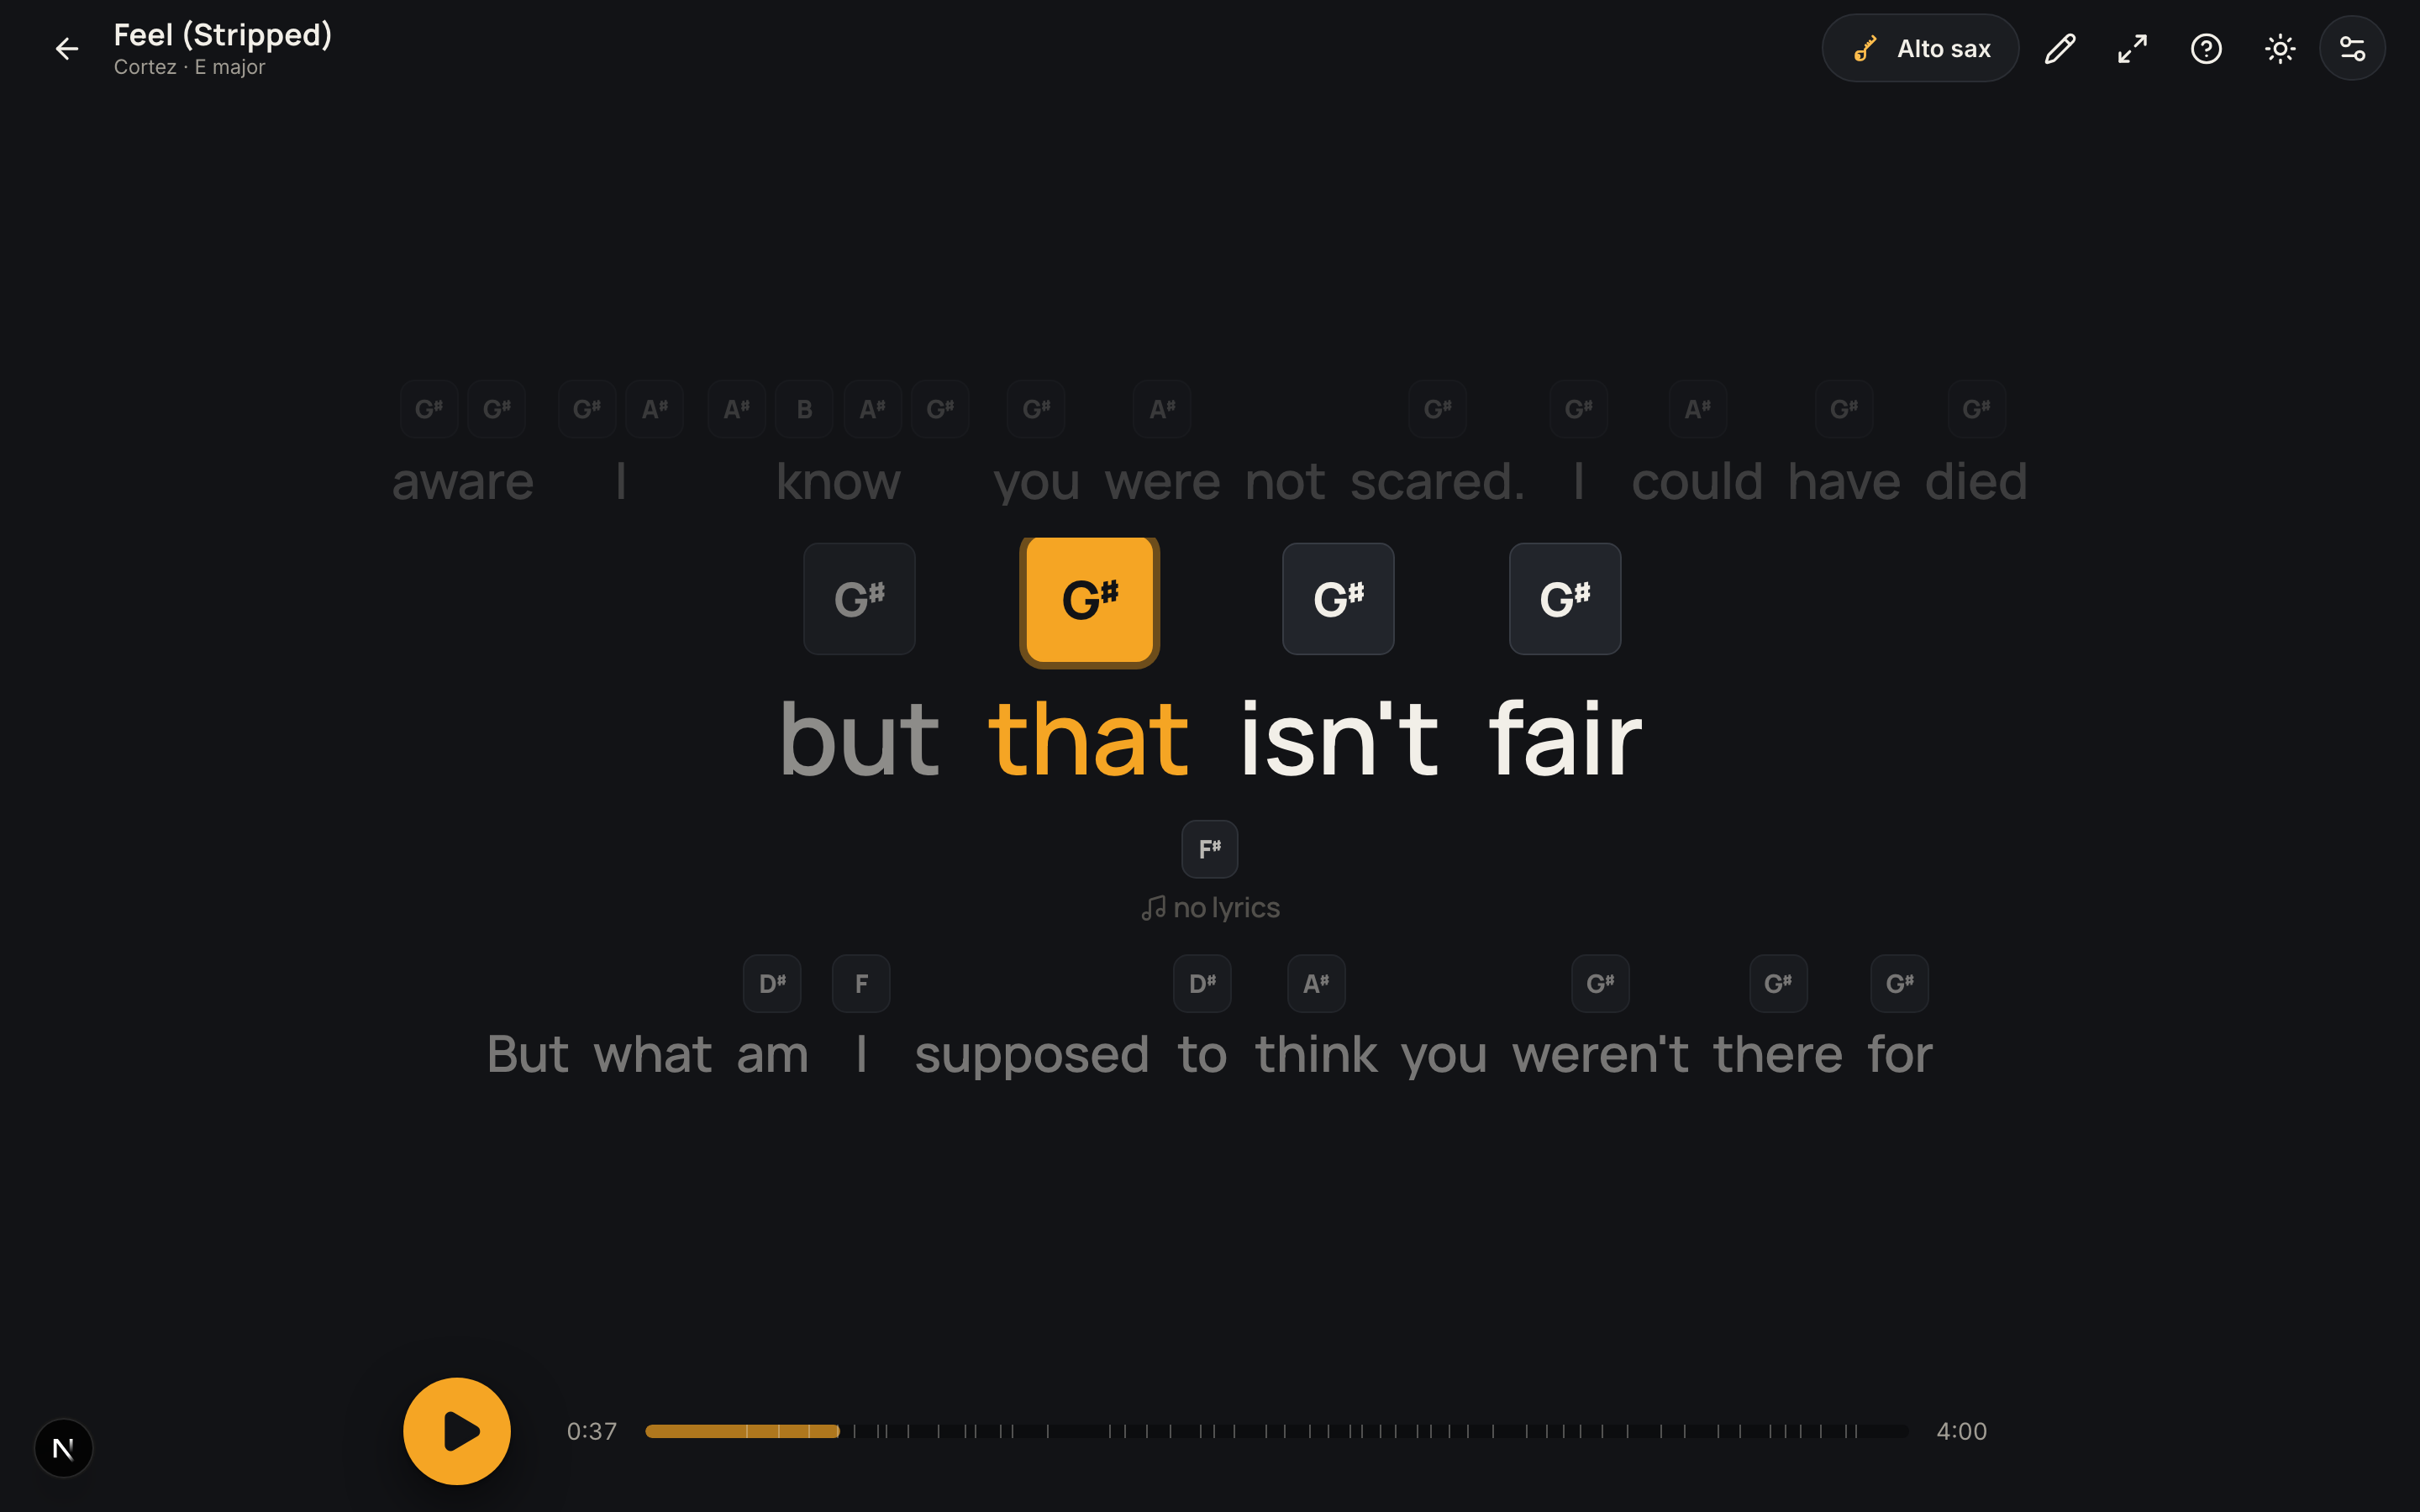 Feel (Stripped)
Cortez · E major
Alto sax
G# G# G# A# A# B A# G# G# A# G# G# A# G# G#
aware I know you were not scared. I could have died
G# G# G# G#
but that isn't fair
F#
no lyrics
D# F D# A# G# G# G#
But what am I supposed to think you weren't there for
0:37
4:00
N